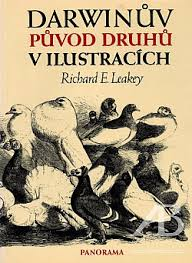 DARWINŮV
PŮVOD DRUHŮ
V ILUSTRACÍCH
Richard E Leakey
PANORAMA